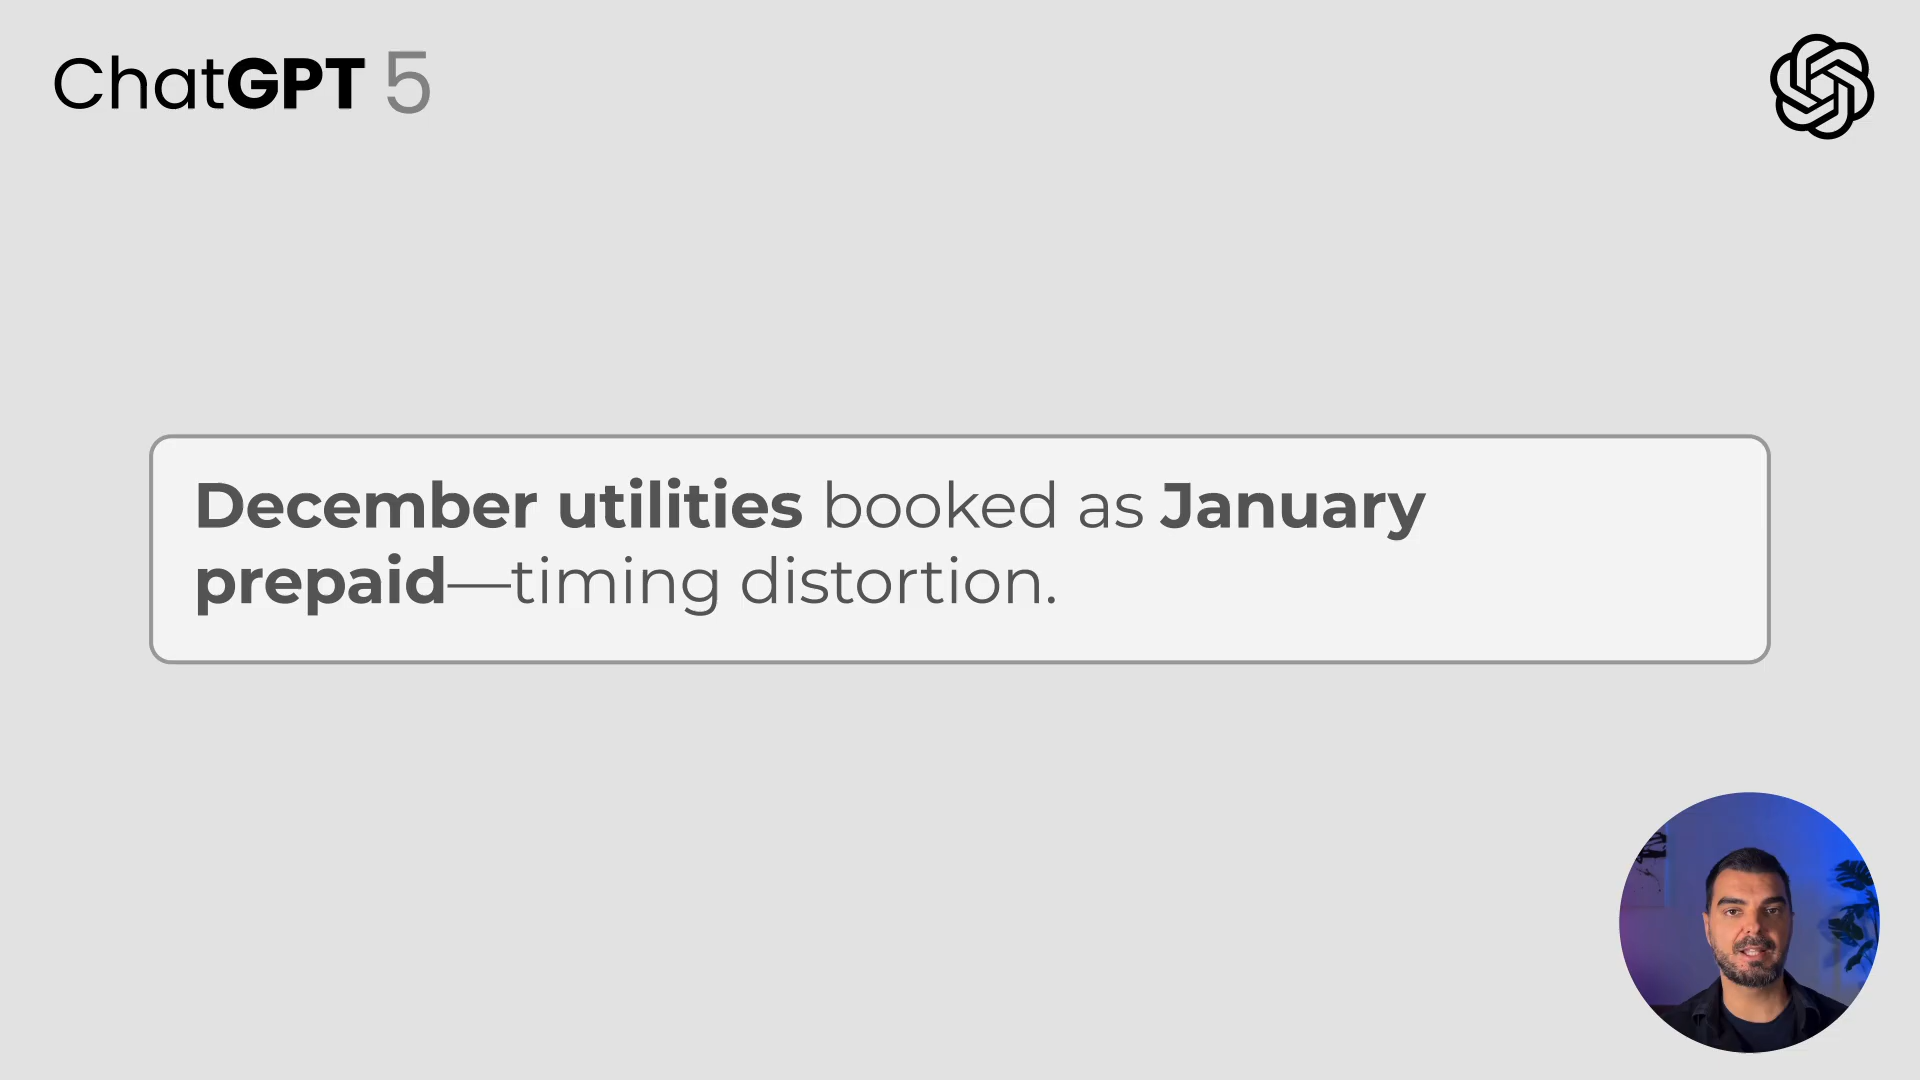 ChatGPT 5
December utilities booked as January
prepaid—timing distortion.